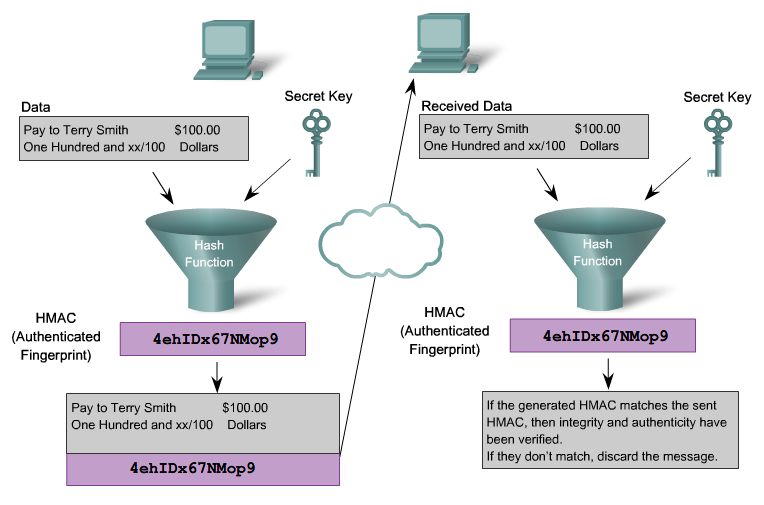 Data
Secret Key
Pay to Terry Smith $100.00
One Hundred and xx/100 Dollars
Hash
Function
HMAC
(Authenticated
Fingerprint)
4ehIDx67NMop9
Pay to Terry Smith $100.00
One Hundred and xx/100 Dollars
4ehIDx67NMop9
Received Data
Secret Key
Pay to Terry Smith $100.00
One Hundred and xx/100 Dollars
Hash
Function
HMAC
(Authenticated
Fingerprint)
4ehIDx67NMop9
If the generated HMAC matches the sent
HMAC, then integrity and authenticity have
been verified.
If they don't match, discard the message.